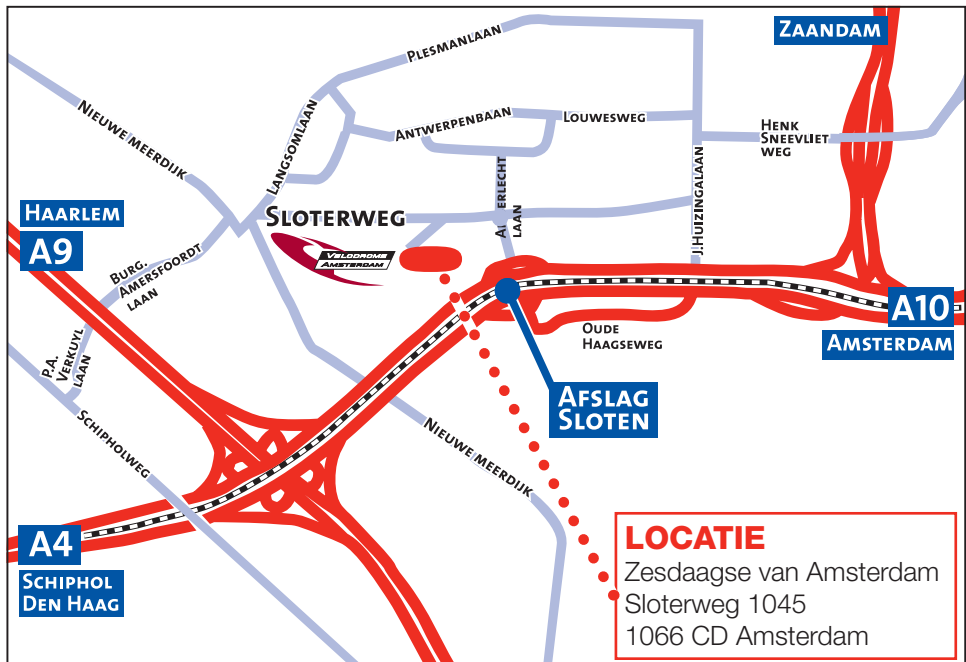 ZAANDAM
PLESMANLAAN
NIEUWE MEERDIJK
LANGSOMLAAN
ANTWERPENBAAN
LOUWESWEG
HENK
SNEEVLIET
WEG
HAARLEM
A9
SLOTERWEG
VELODROME
AMSTERDAM
ERLECHT
LAAN
J.HUIZINGALAAN
BURG.
AMERSFOORDT
LAAN
P.A.
VERKUYL
LAAN
A10
AMSTERDAM
OUDE
HAAGSEWEG
AFSLAG
SLOTEN
SCHIPHOLWEG
NIEUWE MEERDIJK
A4
SCHIPHOL
DEN HAAG
LOCATIE
Zesdaagse van Amsterdam
Sloterweg 1045
1066 CD Amsterdam